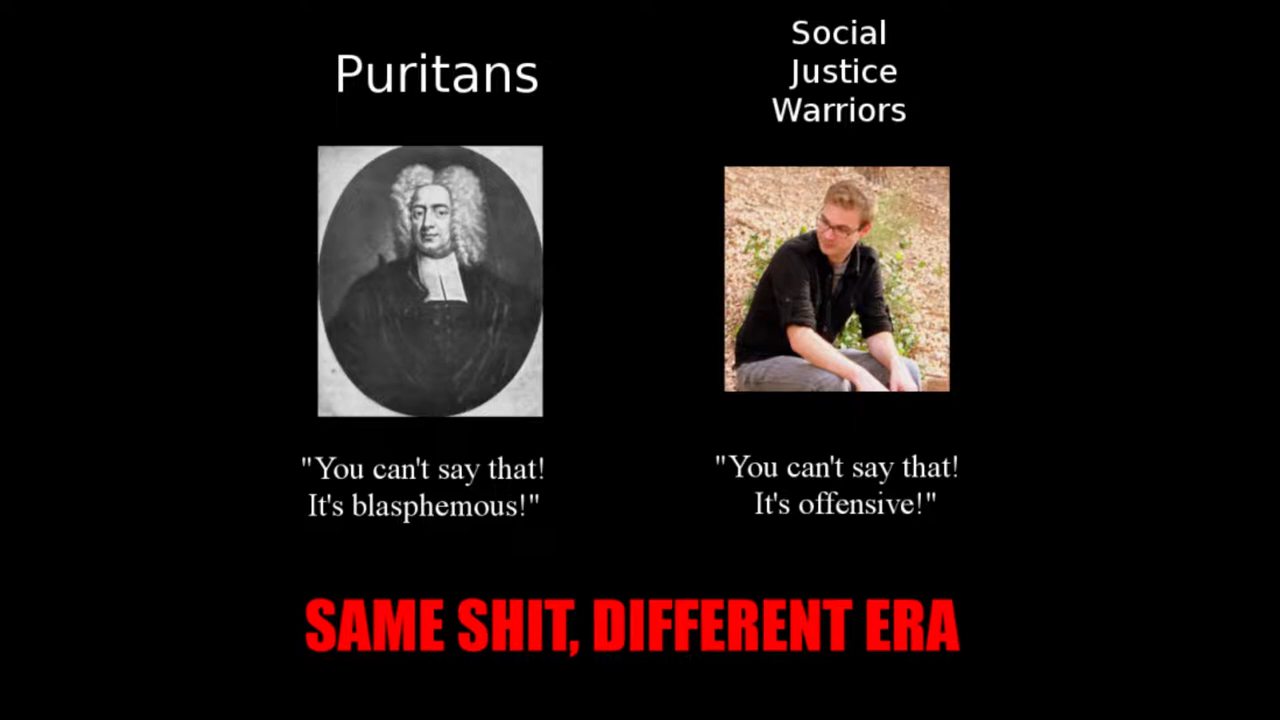 Puritans
Social
Justice
Warriors
"You can't say that!
It's blasphemous!"
"You can't say that!
It's offensive!"
SAME SHIT, DIFFERENT ERA